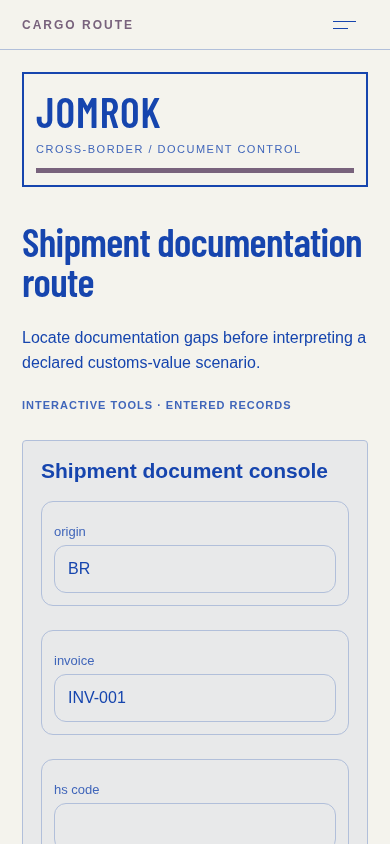 CARGO ROUTE
JOMROK
CROSS-BORDER / DOCUMENT CONTROL
Shipment documentation
route
Locate documentation gaps before interpreting a
declared customs-value scenario.
INTERACTIVE TOOLS · ENTERED RECORDS
Shipment document console
origin
BR
invoice
INV-001
hs code